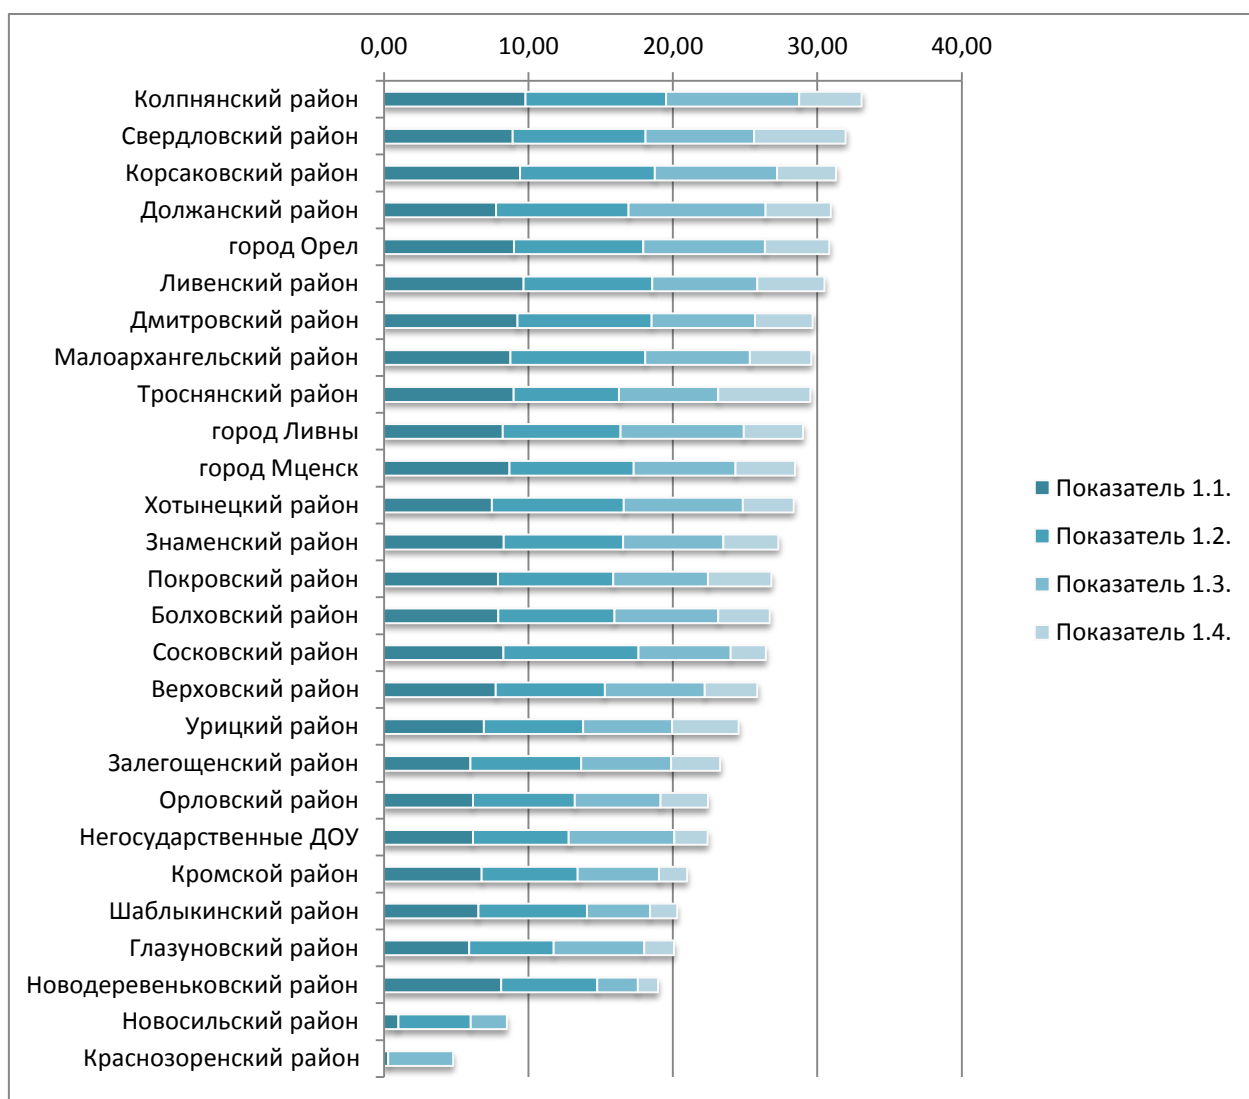 0,00 10,00 20,00 30,00 40,00
Колпнянский район
Свердловский район
Корсаковский район
Должанский район
город Орел
Ливенский район
Дмитровский район
Малоархангельский район
Троснянский район
город Ливны
город Мценск
Хотынецкий район
Знаменский район
Покровский район
Болховский район
Сосковский район
Верховский район
Урицкий район
Залегощенский район
Орловский район
Негосударственные ДОУ
Кромской район
Шаблыкинский район
Глазуновский район
Новодеревеньковский район
Новосильский район
Краснозоренский район
Показатель 1.1.
Показатель 1.2.
Показатель 1.3.
Показатель 1.4.